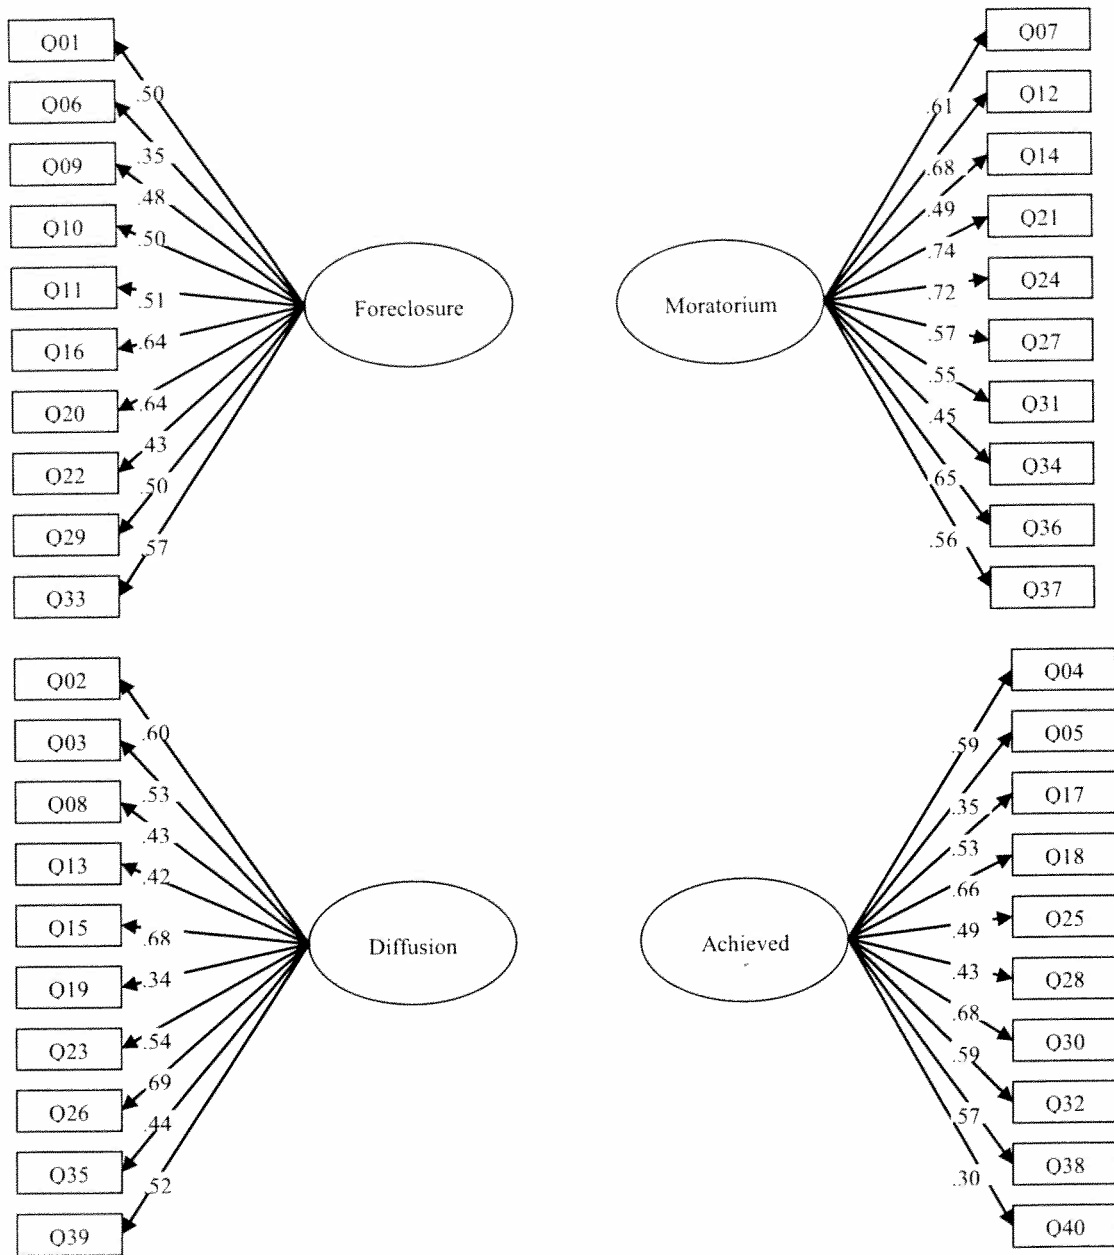 Q01
.50
Q06
.35
Q09
.48
Q10
.50
Q11
.51
Q16
.64
Q20
.64
Q22
.43
Q29
.50
Q33
.57
Foreclosure
Moratorium
Q07
.61
Q12
.68
Q14
.49
Q21
.74
Q24
.72
Q27
.57
Q31
.55
Q34
.45
Q36
.65
Q37
.56
Q02
.60
Q03
.53
Q08
.43
Q13
.42
Q15
.68
Q19
.34
Q23
.54
Q26
.69
Q35
.44
Q39
.52
Diffusion
Achieved
Q04
.59
Q05
.35
Q17
.53
Q18
.66
Q25
.49
Q28
.43
Q30
.68
Q32
.59
Q38
.57
Q40
.30